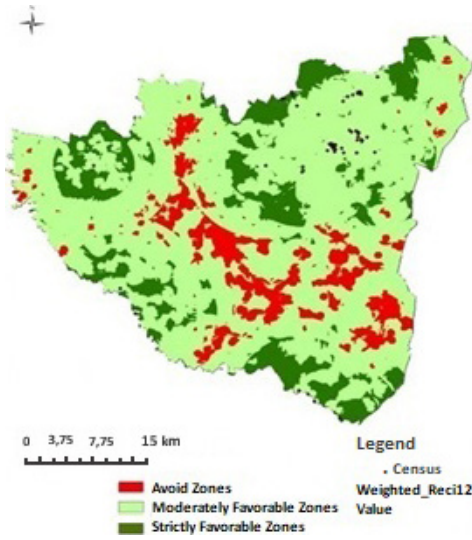 0 3,75 7,75 15 km
Legend
. Census
Weighted_Reci12
Value
Avoid Zones
Moderately Favorable Zones
Strictly Favorable Zones